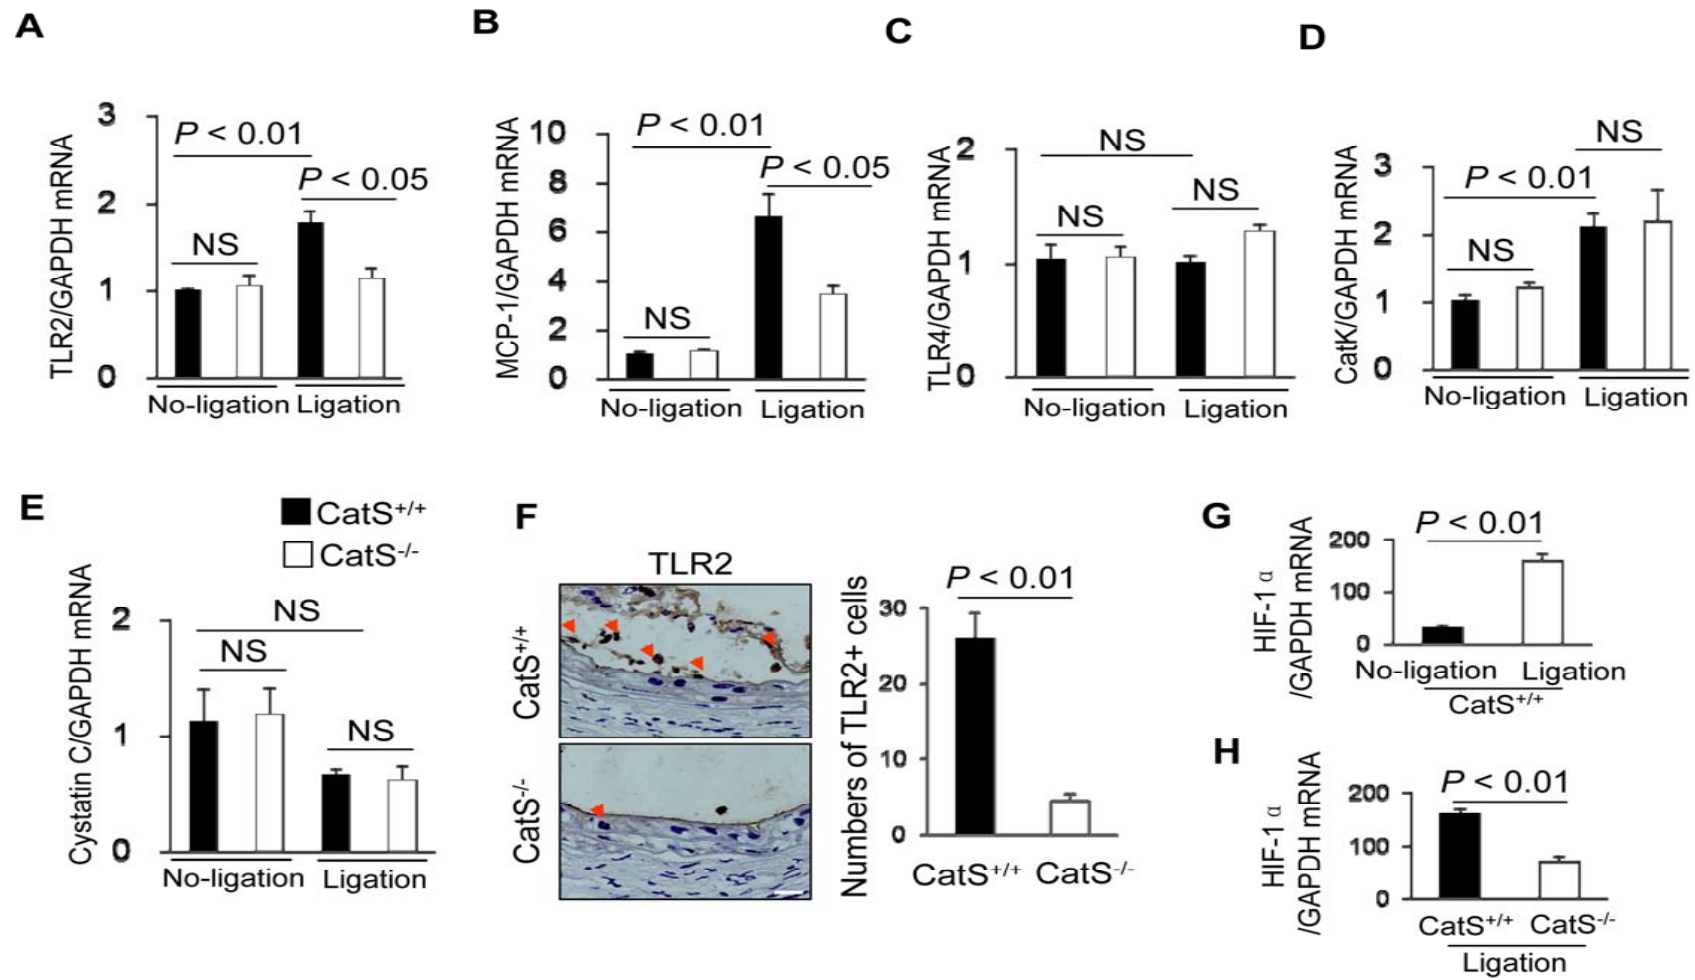 A
TLR2/GAPDH mRNA
3
2
1
0
P < 0.01
P < 0.05
NS
No-ligation Ligation
B
MCP-1/GAPDH mRNA
10
8
6
4
2
0
P < 0.01
P < 0.05
NS
No-ligation Ligation
C
TLR4/GAPDH mRNA
2
1
0
NS
NS
NS
No-ligation Ligation
D
CatK/GAPDH mRNA
3
2
1
0
NS
P < 0.01
NS
No-ligation Ligation
E
CatS+/+
CatS-/-
Cystatin C/GAPDH mRNA
2
1
0
NS
NS
NS
No-ligation Ligation
F
TLR2
CatS+/+
CatS-/-
Numbers of TLR2+ cells
30
20
10
0
P < 0.01
CatS+/+ CatS-/-
G
HIF-1 α
/GAPDH mRNA
200
100
0
P < 0.01
No-ligation Ligation
CatS+/+
H
HIF-1 α
/GAPDH mRNA
200
100
0
P < 0.01
CatS+/+ CatS-/-
Ligation